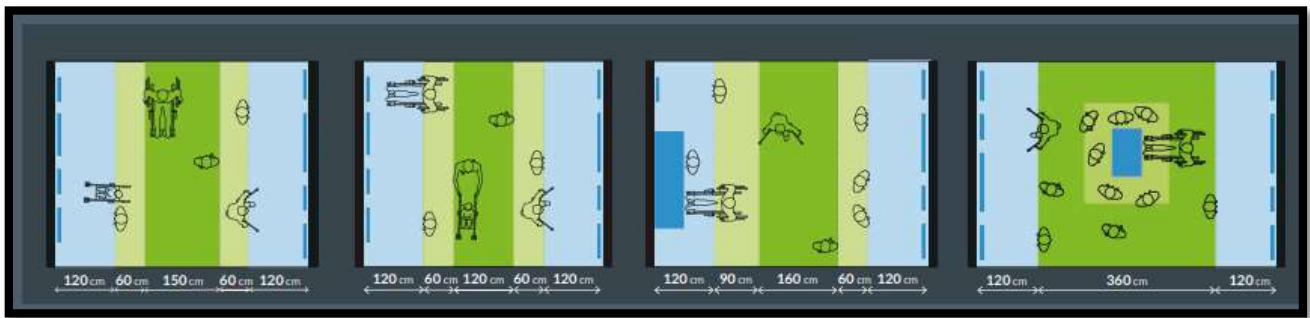 120 cm 60 cm 150 cm 60 cm 120 cm
120 cm 60 cm 120 cm 60 cm 120 cm
120 cm 90 cm 160 cm 60 cm 120 cm
120 cm 360 cm 120 cm